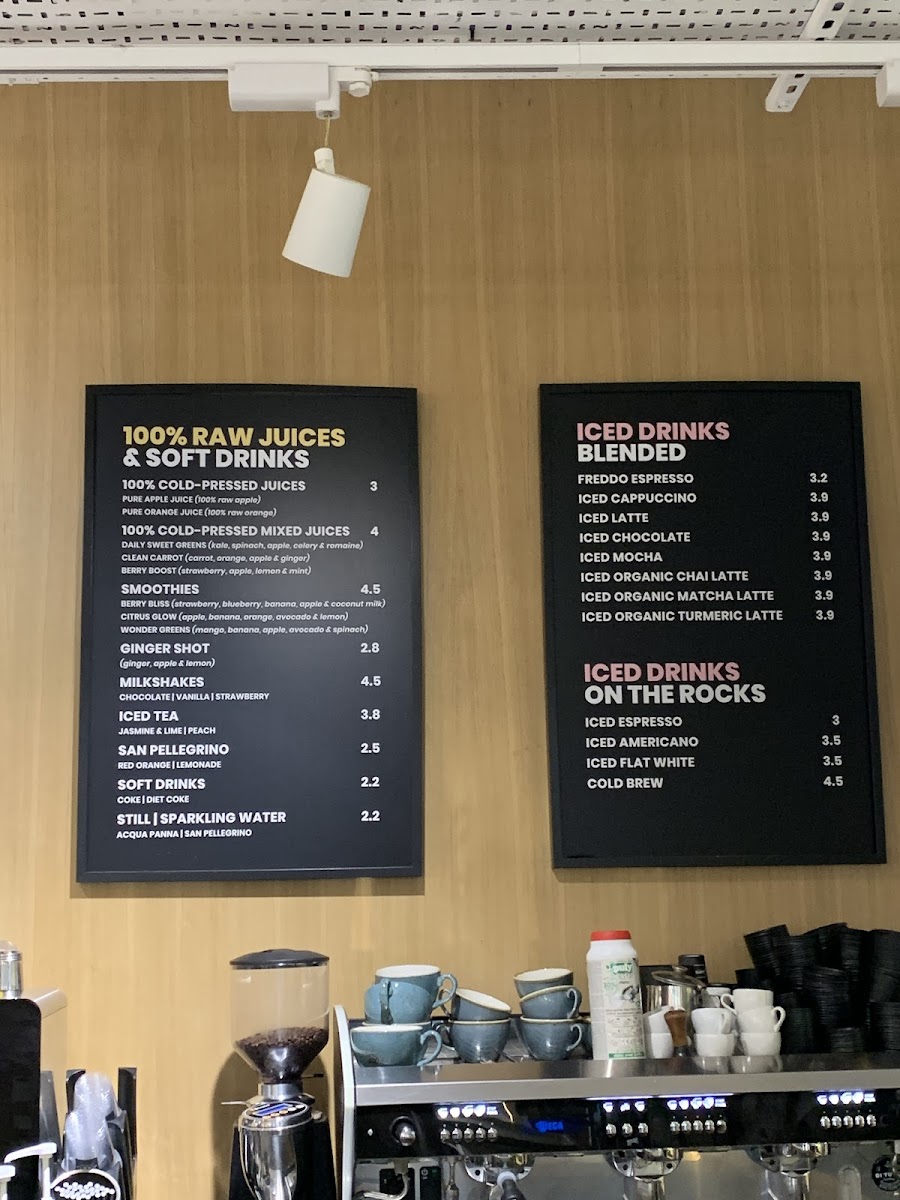 100% RAW JUICES
& SOFT DRINKS
100% COLD-PRESSED JUICES 3
PURE APPLE JUICE (100% raw apple)
PURE ORANGE JUICE (100% raw orange)
100% COLD-PRESSED MIXED JUICES 4
DAILY SWEET GREENS (kale, spinach, apple, celery & romaine)
CLEAN CARROT (carrot, orange, apple & ginger)
BERRY BOOST (strawberry, apple, lemon & mint)
SMOOTHIES 4.5
BERRY BLISS (strawberry, blueberry, banana, apple & coconut milk)
CITRUS GLOW (apple, banana, orange, avocado & lemon)
WONDER GREENS (mango, banana, apple, avocado & spinach)
GINGER SHOT 2.8
(ginger, apple & lemon)
MILKSHAKES 4.5
CHOCOLATE | VANILLA | STRAWBERRY
ICED TEA 3.8
JASMINE & LIME | PEACH
SAN PELLEGRINO 2.5
RED ORANGE | LEMONADE
SOFT DRINKS 2.2
COKE | DIET COKE
STILL | SPARKLING WATER 2.2
ACQUA PANNA | SAN PELLEGRINO
ICED DRINKS
BLENDED
FREDDO ESPRESSO 3.2
ICED CAPPUCCINO 3.9
ICED LATTE 3.9
ICED CHOCOLATE 3.9
ICED MOCHA 3.9
ICED ORGANIC CHAI LATTE 3.9
ICED ORGANIC MATCHA LATTE 3.9
ICED ORGANIC TURMERIC LATTE 3.9
ICED DRINKS
ON THE ROCKS
ICED ESPRESSO 3
ICED AMERICANO 3.5
ICED FLAT WHITE 3.5
COLD BREW 4.5
puly